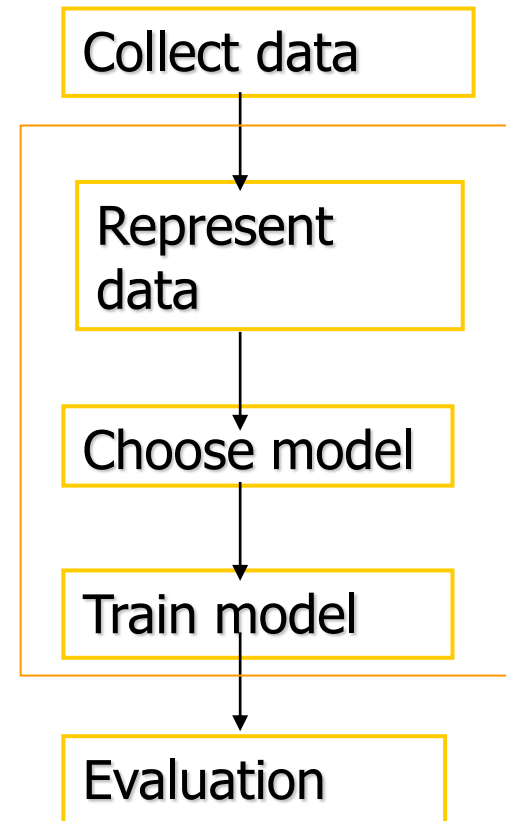 Collect data
Represent
data
Choose model
Train model
Evaluation